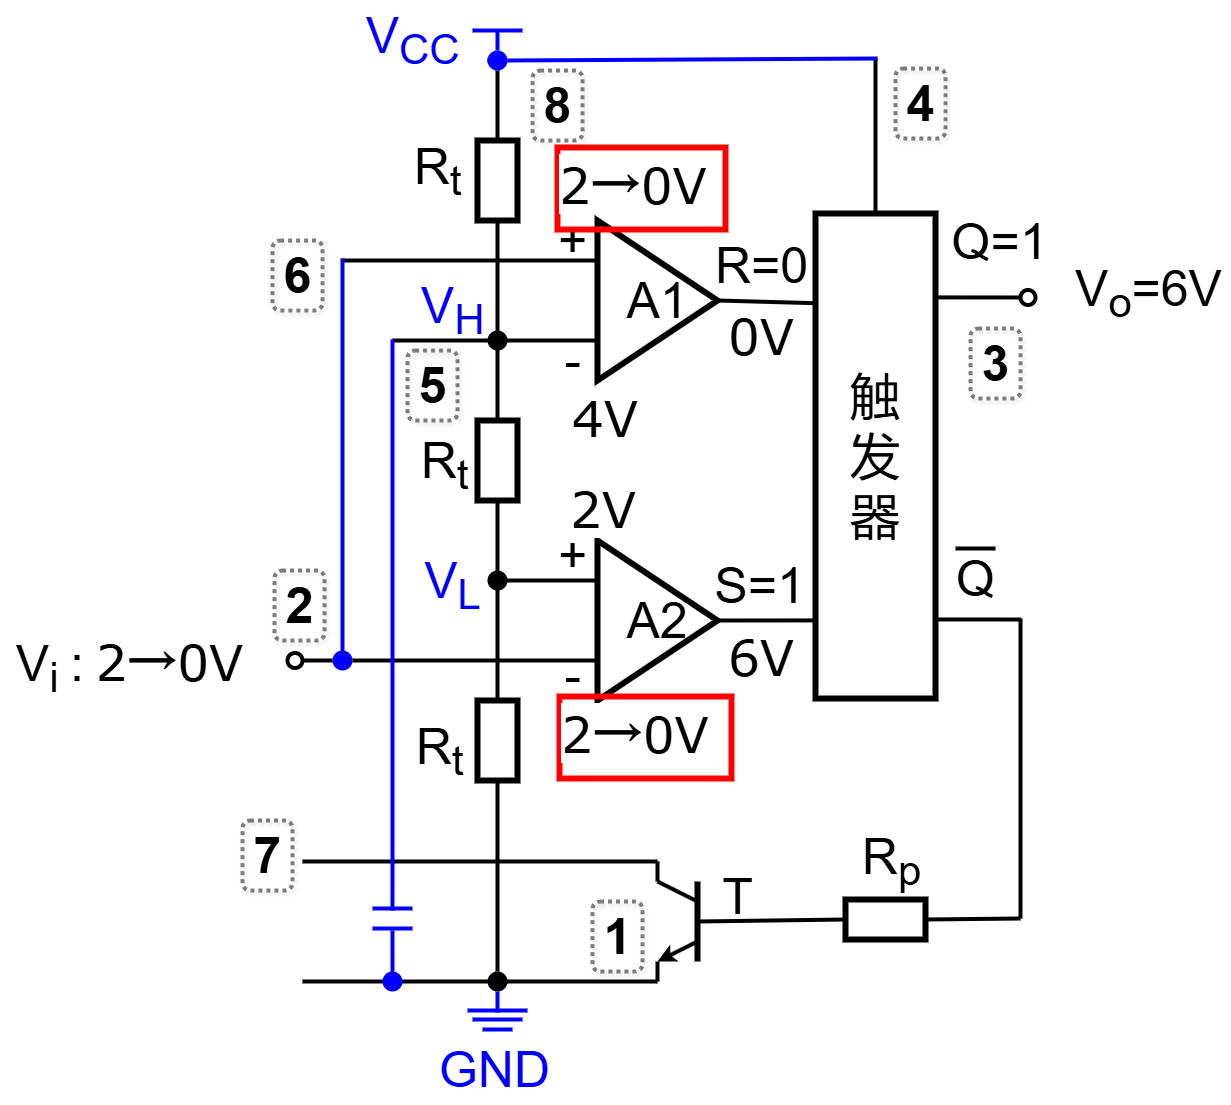 VCC
8
4
Rt
2→0V
+
6
VH
A1
R=0
0V
Q=1
Vo=6V
3
5
-
4V
触
发
器
Rt
2V
+
VL
A2
S=1
6V
Q̅
2
Vi : 2→0V
-
2→0V
Rt
7
Rp
T
1
GND